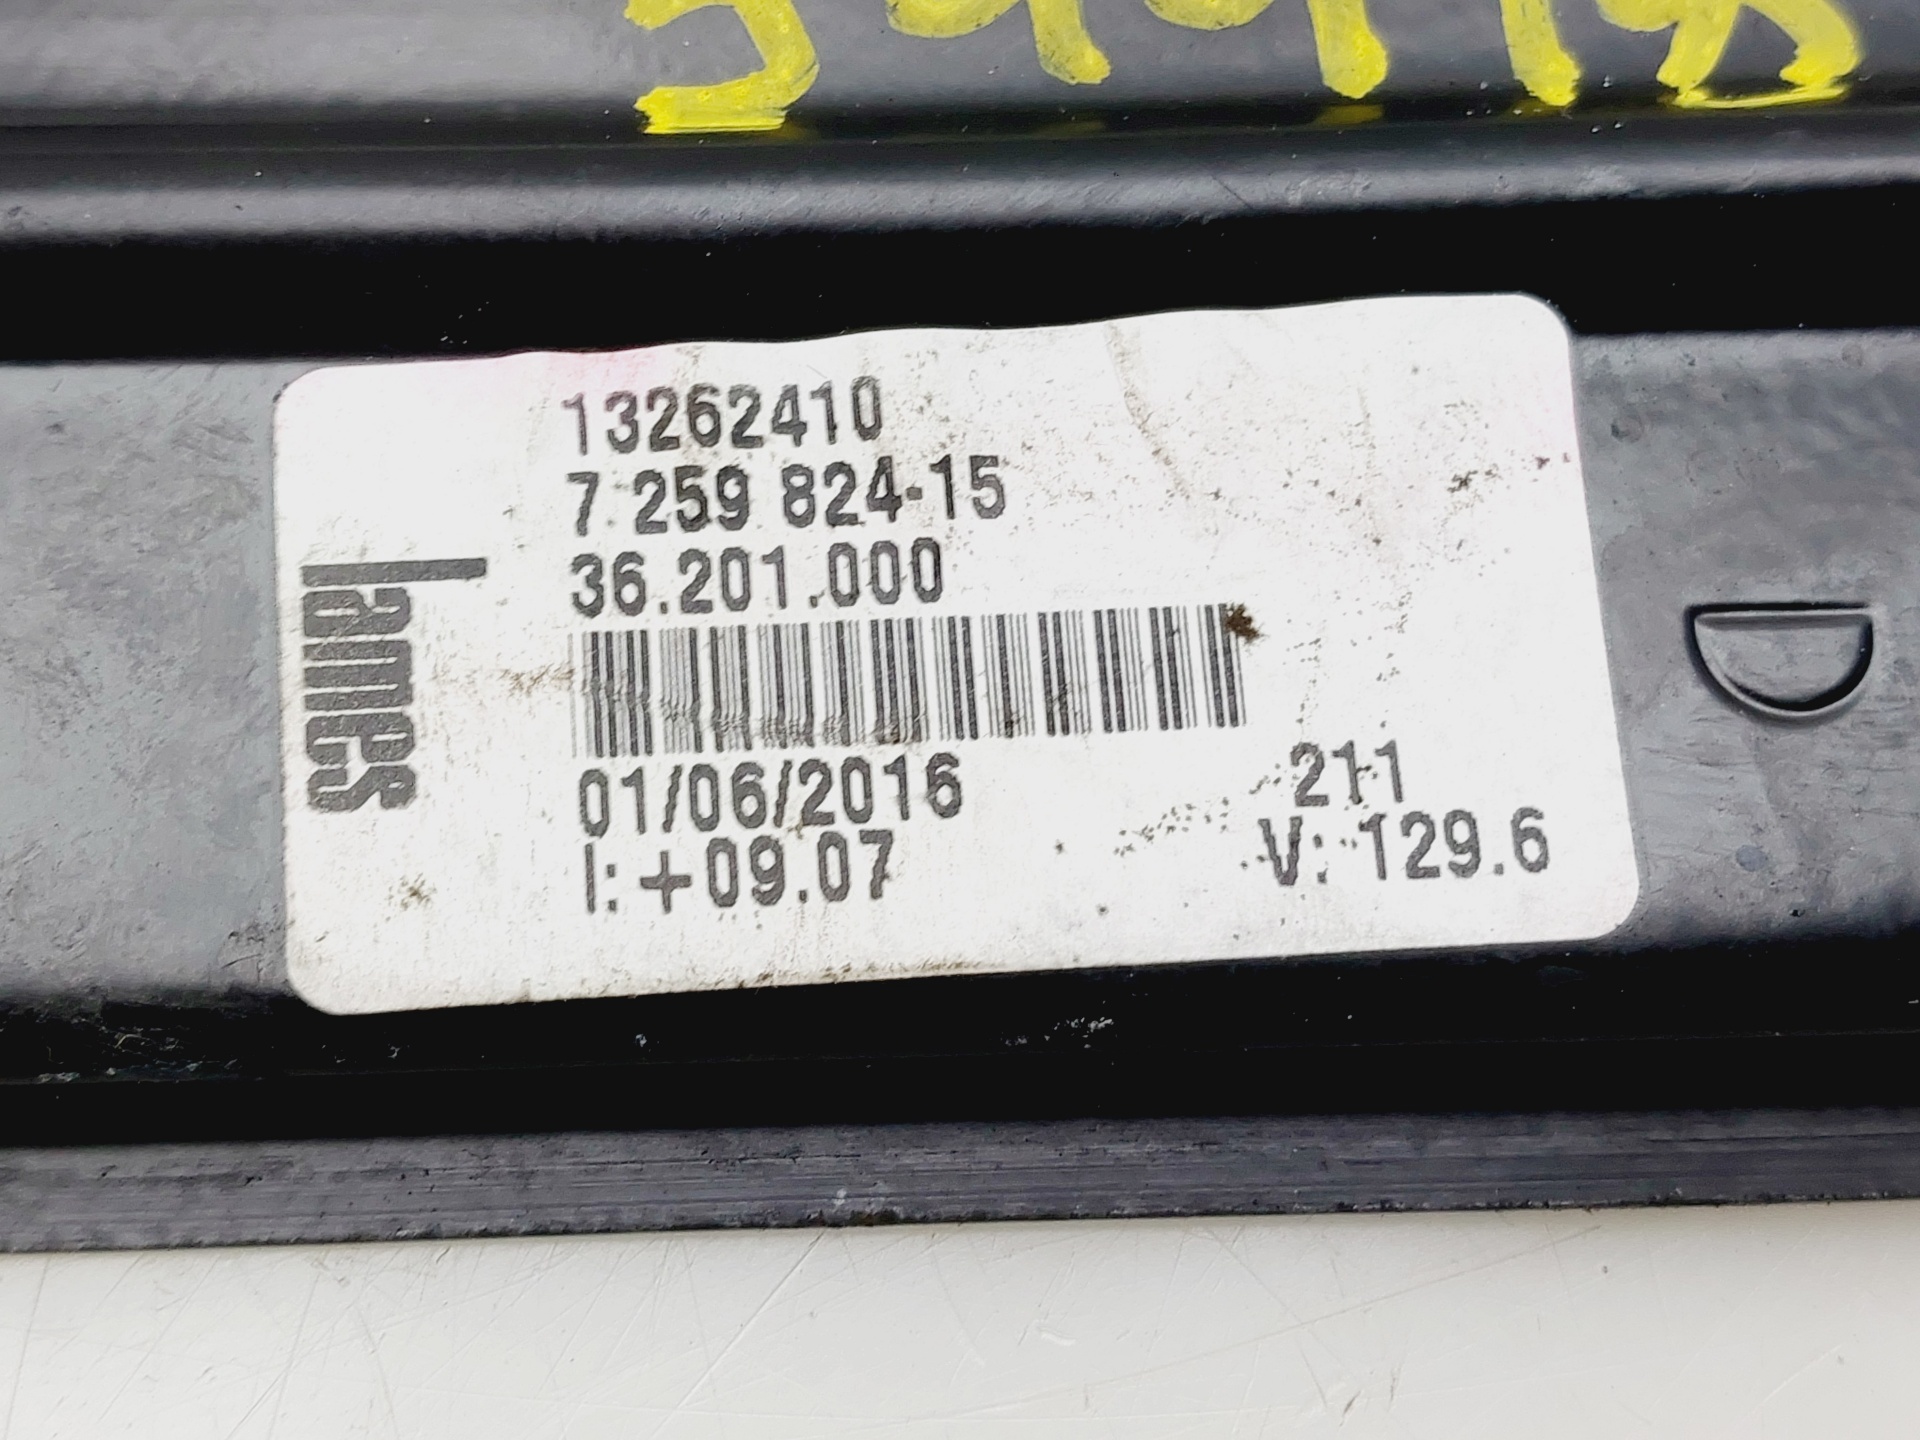 13262410
7 259 824-15
36.201.000
Lames
01/06/2016
211
I: +09.07
V: 129.6
D